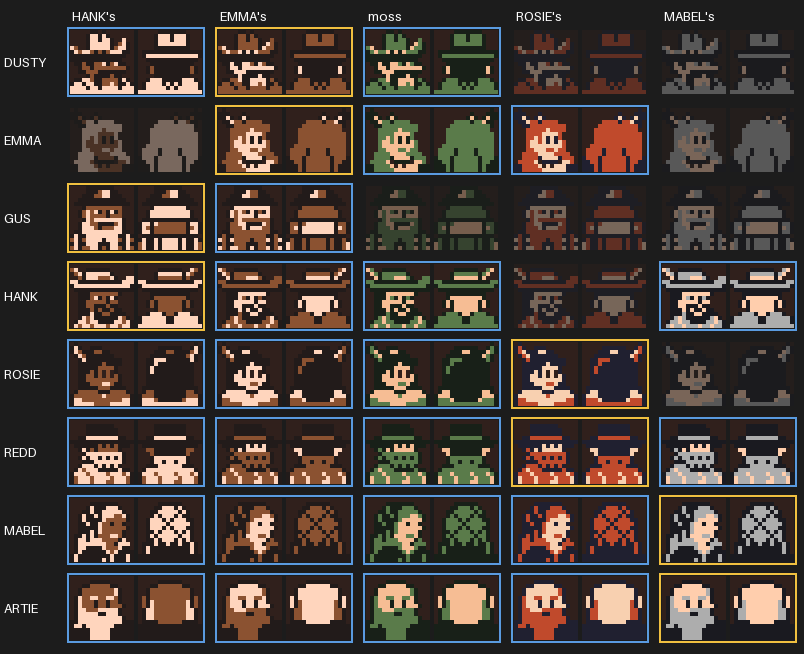 HANK's EMMA's moss ROSIE's MABEL's
DUSTY
EMMA
GUS
HANK
ROSIE
REDD
MABEL
ARTIE